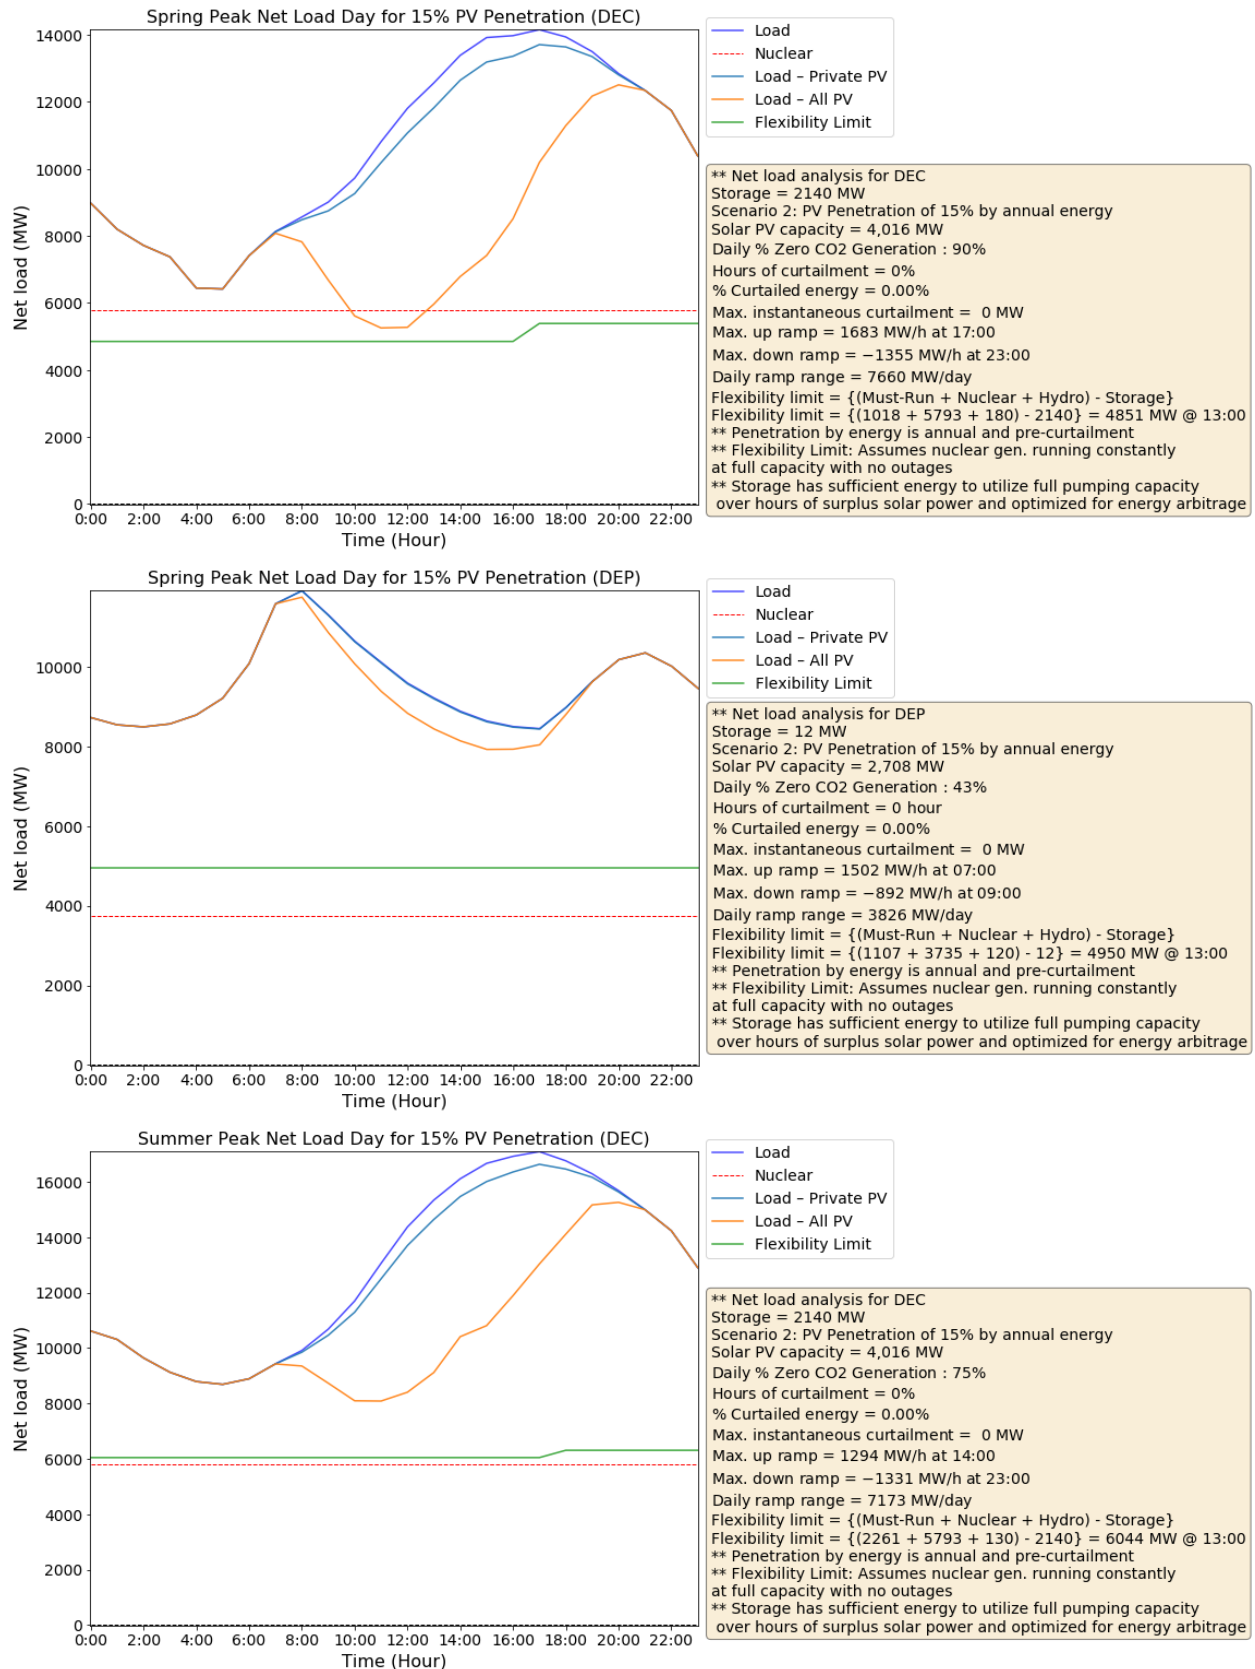 Spring Peak Net Load Day for 15% PV Penetration (DEC)
Net load (MW)
14000
12000
10000
8000
6000
4000
2000
0
0:00 2:00 4:00 6:00 8:00 10:00 12:00 14:00 16:00 18:00 20:00 22:00
Time (Hour)
Load
Nuclear
Load – Private PV
Load – All PV
Flexibility Limit
** Net load analysis for DEC
Storage = 2140 MW
Scenario 2: PV Penetration of 15% by annual energy
Solar PV capacity = 4,016 MW
Daily % Zero CO2 Generation : 90%
Hours of curtailment = 0%
% Curtailed energy = 0.00%
Max. instantaneous curtailment =  0 MW
Max. up ramp = 1683 MW/h at 17:00
Max. down ramp = −1355 MW/h at 23:00
Daily ramp range = 7660 MW/day
Flexibility limit = {(Must-Run + Nuclear + Hydro) - Storage}
Flexibility limit = {(1018 + 5793 + 180) - 2140} = 4851 MW @ 13:00
** Penetration by energy is annual and pre-curtailment
** Flexibility Limit: Assumes nuclear gen. running constantly
at full capacity with no outages
** Storage has sufficient energy to utilize full pumping capacity
over hours of surplus solar power and optimized for energy arbitrage
Spring Peak Net Load Day for 15% PV Penetration (DEP)
Net load (MW)
10000
8000
6000
4000
2000
0
0:00 2:00 4:00 6:00 8:00 10:00 12:00 14:00 16:00 18:00 20:00 22:00
Time (Hour)
Load
Nuclear
Load – Private PV
Load – All PV
Flexibility Limit
** Net load analysis for DEP
Storage = 12 MW
Scenario 2: PV Penetration of 15% by annual energy
Solar PV capacity = 2,708 MW
Daily % Zero CO2 Generation : 43%
Hours of curtailment = 0 hour
% Curtailed energy = 0.00%
Max. instantaneous curtailment =  0 MW
Max. up ramp = 1502 MW/h at 07:00
Max. down ramp = −892 MW/h at 09:00
Daily ramp range = 3826 MW/day
Flexibility limit = {(Must-Run + Nuclear + Hydro) - Storage}
Flexibility limit = {(1107 + 3735 + 120) - 12} = 4950 MW @ 13:00
** Penetration by energy is annual and pre-curtailment
** Flexibility Limit: Assumes nuclear gen. running constantly
at full capacity with no outages
** Storage has sufficient energy to utilize full pumping capacity
over hours of surplus solar power and optimized for energy arbitrage
Summer Peak Net Load Day for 15% PV Penetration (DEC)
Net load (MW)
16000
14000
12000
10000
8000
6000
4000
2000
0
0:00 2:00 4:00 6:00 8:00 10:00 12:00 14:00 16:00 18:00 20:00 22:00
Time (Hour)
Load
Nuclear
Load – Private PV
Load – All PV
Flexibility Limit
** Net load analysis for DEC
Storage = 2140 MW
Scenario 2: PV Penetration of 15% by annual energy
Solar PV capacity = 4,016 MW
Daily % Zero CO2 Generation : 75%
Hours of curtailment = 0%
% Curtailed energy = 0.00%
Max. instantaneous curtailment =  0 MW
Max. up ramp = 1294 MW/h at 14:00
Max. down ramp = −1331 MW/h at 23:00
Daily ramp range = 7173 MW/day
Flexibility limit = {(Must-Run + Nuclear + Hydro) - Storage}
Flexibility limit = {(2261 + 5793 + 130) - 2140} = 6044 MW @ 13:00
** Penetration by energy is annual and pre-curtailment
** Flexibility Limit: Assumes nuclear gen. running constantly
at full capacity with no outages
** Storage has sufficient energy to utilize full pumping capacity
over hours of surplus solar power and optimized for energy arbitrage